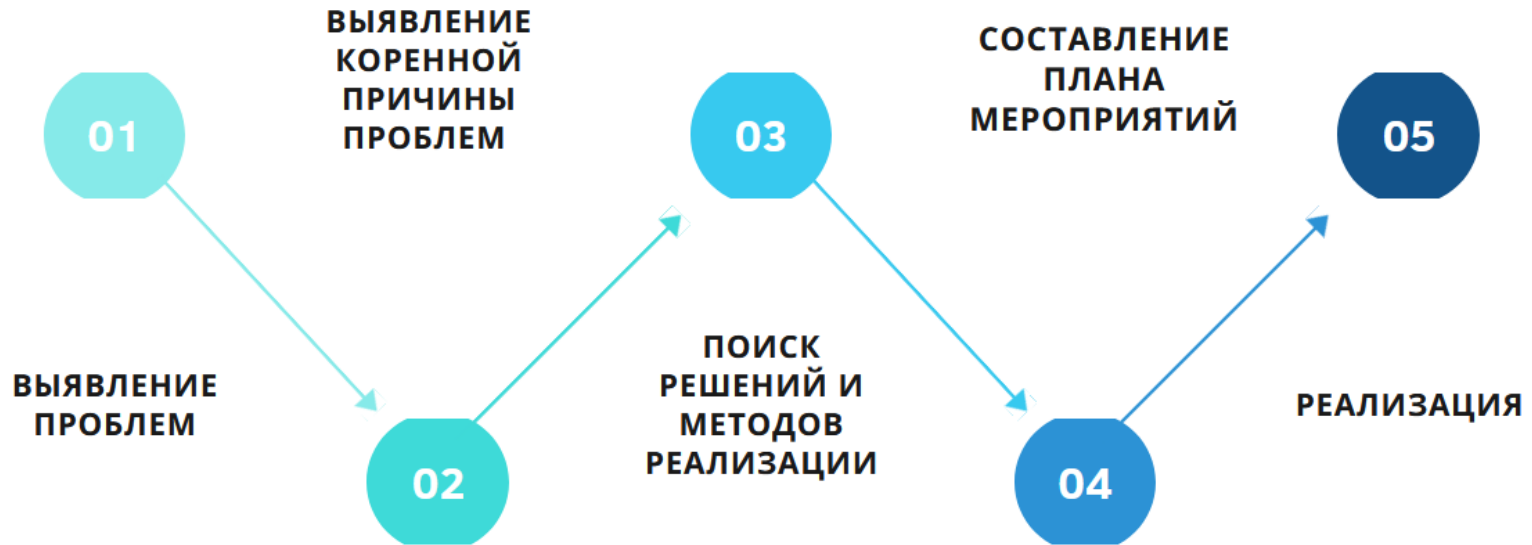 01
ВЫЯВЛЕНИЕ
ПРОБЛЕМ
ВЫЯВЛЕНИЕ
КОРЕННОЙ
ПРИЧИНЫ
ПРОБЛЕМ
02
03
ПОИСК
РЕШЕНИЙ И
МЕТОДОВ
РЕАЛИЗАЦИИ
СОСТАВЛЕНИЕ
ПЛАНА
МЕРОПРИЯТИЙ
04
05
РЕАЛИЗАЦИЯ